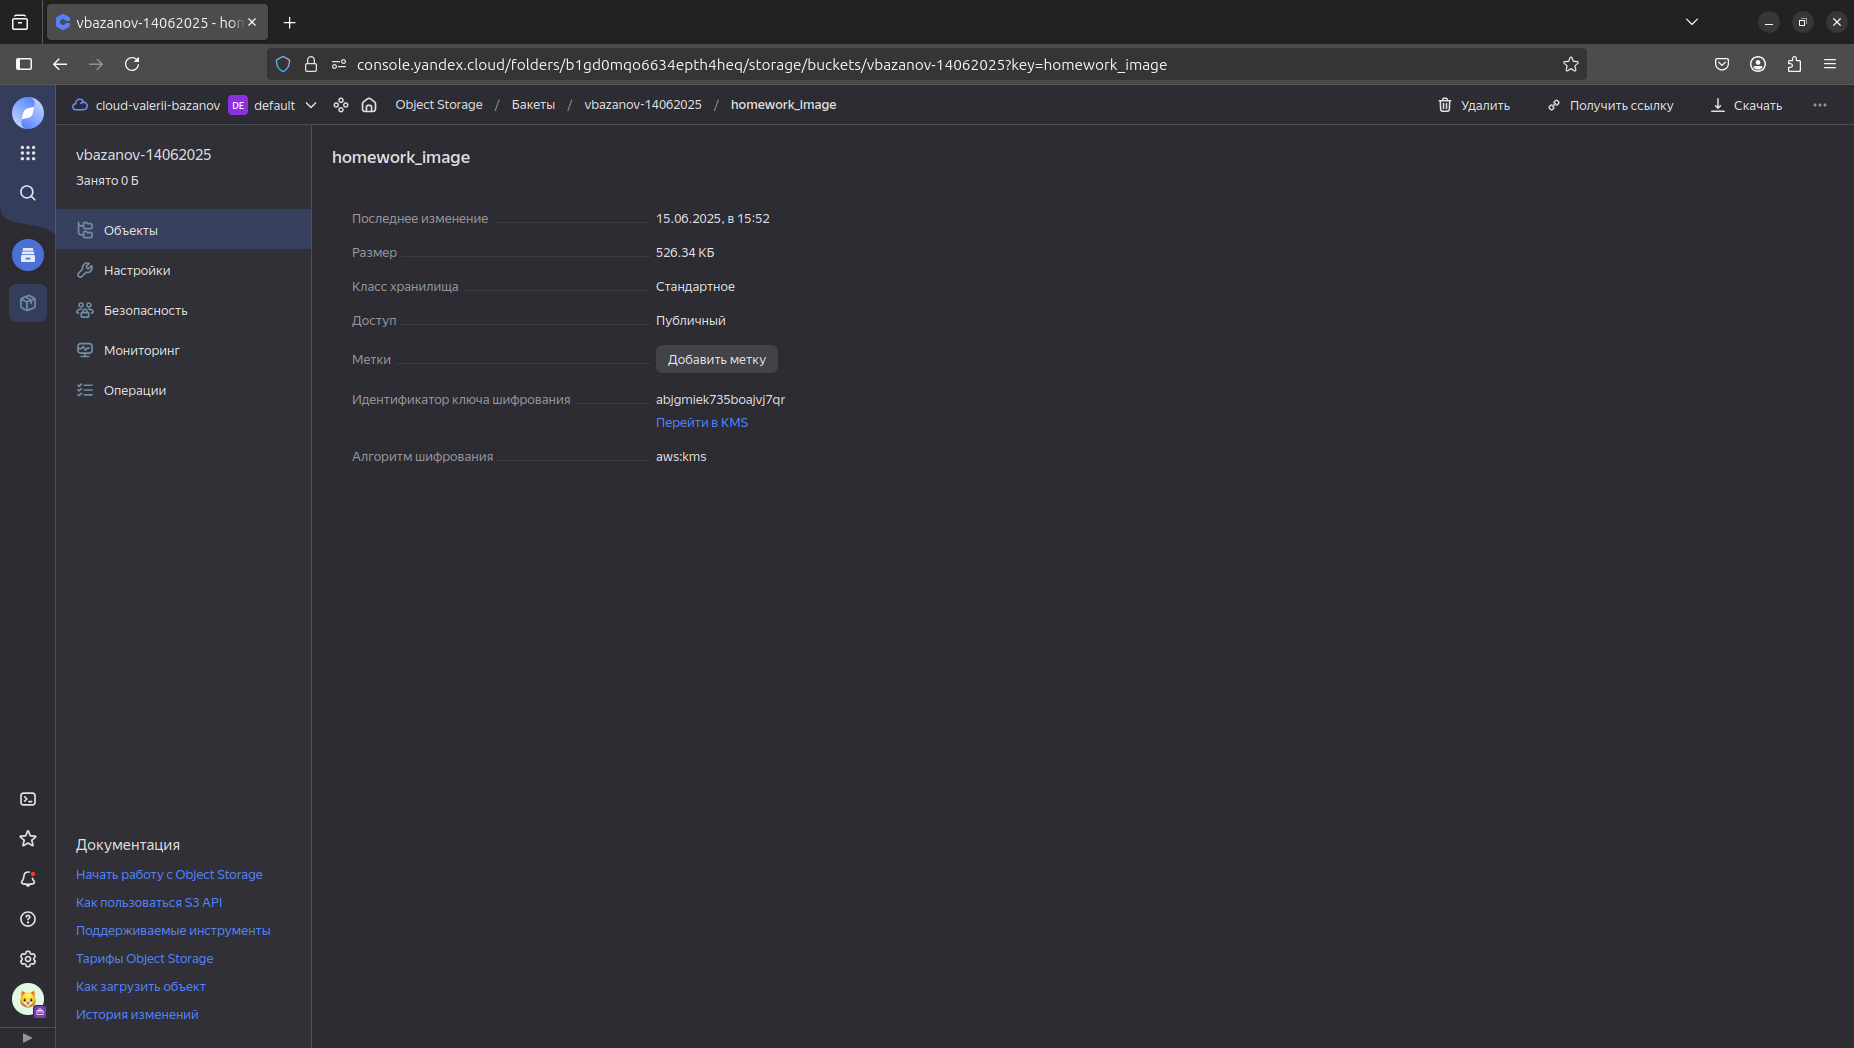 vbazanov-14062025 - hom
console.yandex.cloud/folders/b1gd0mqo6634epth4heq/storage/buckets/vbazanov-14062025?key=homework_image
cloud-valerii-bazanov DE default Object Storage / Бакеты / vbazanov-14062025 / homework_image Удалить Получить ссылку Скачать
vbazanov-14062025
Занято 0 Б
Объекты
Настройки
Безопасность
Мониторинг
Операции
homework_image
Последнее изменение 15.06.2025, в 15:52
Размер 526.34 КБ
Класс хранилища Стандартное
Доступ Публичный
Метки Добавить метку
Идентификатор ключа шифрования abjgmiek735boajvj7qr
Перейти в KMS
Алгоритм шифрования aws:kms
Документация
Начать работу с Object Storage
Как пользоваться S3 API
Поддерживаемые инструменты
Тарифы Object Storage
Как загрузить объект
История изменений